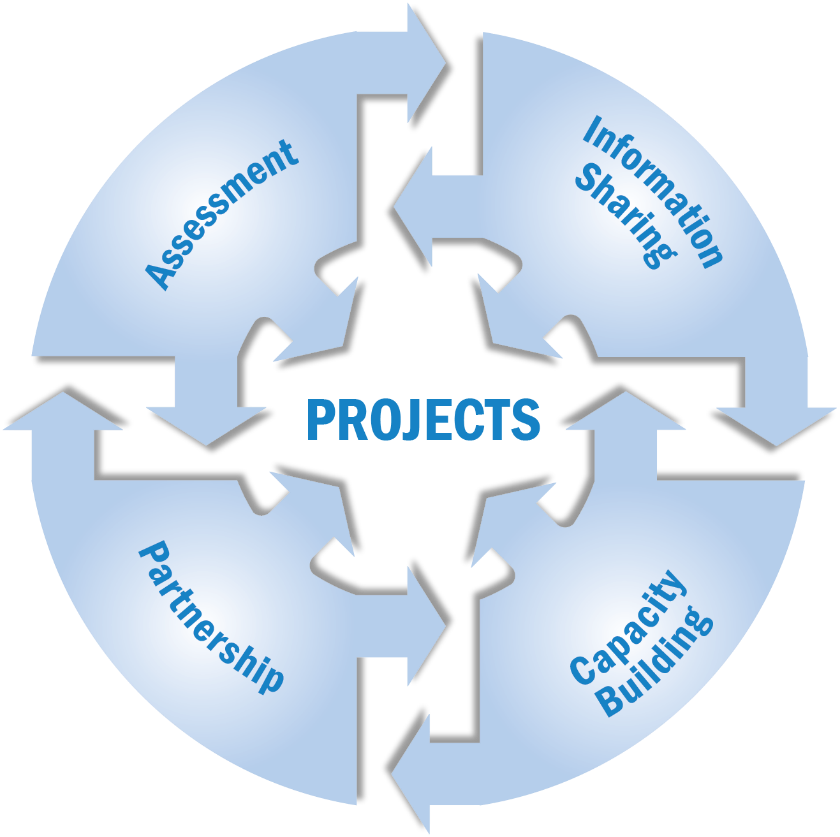 Assessment
Information
Sharing
PROJECTS
Partnership
Capacity
Building